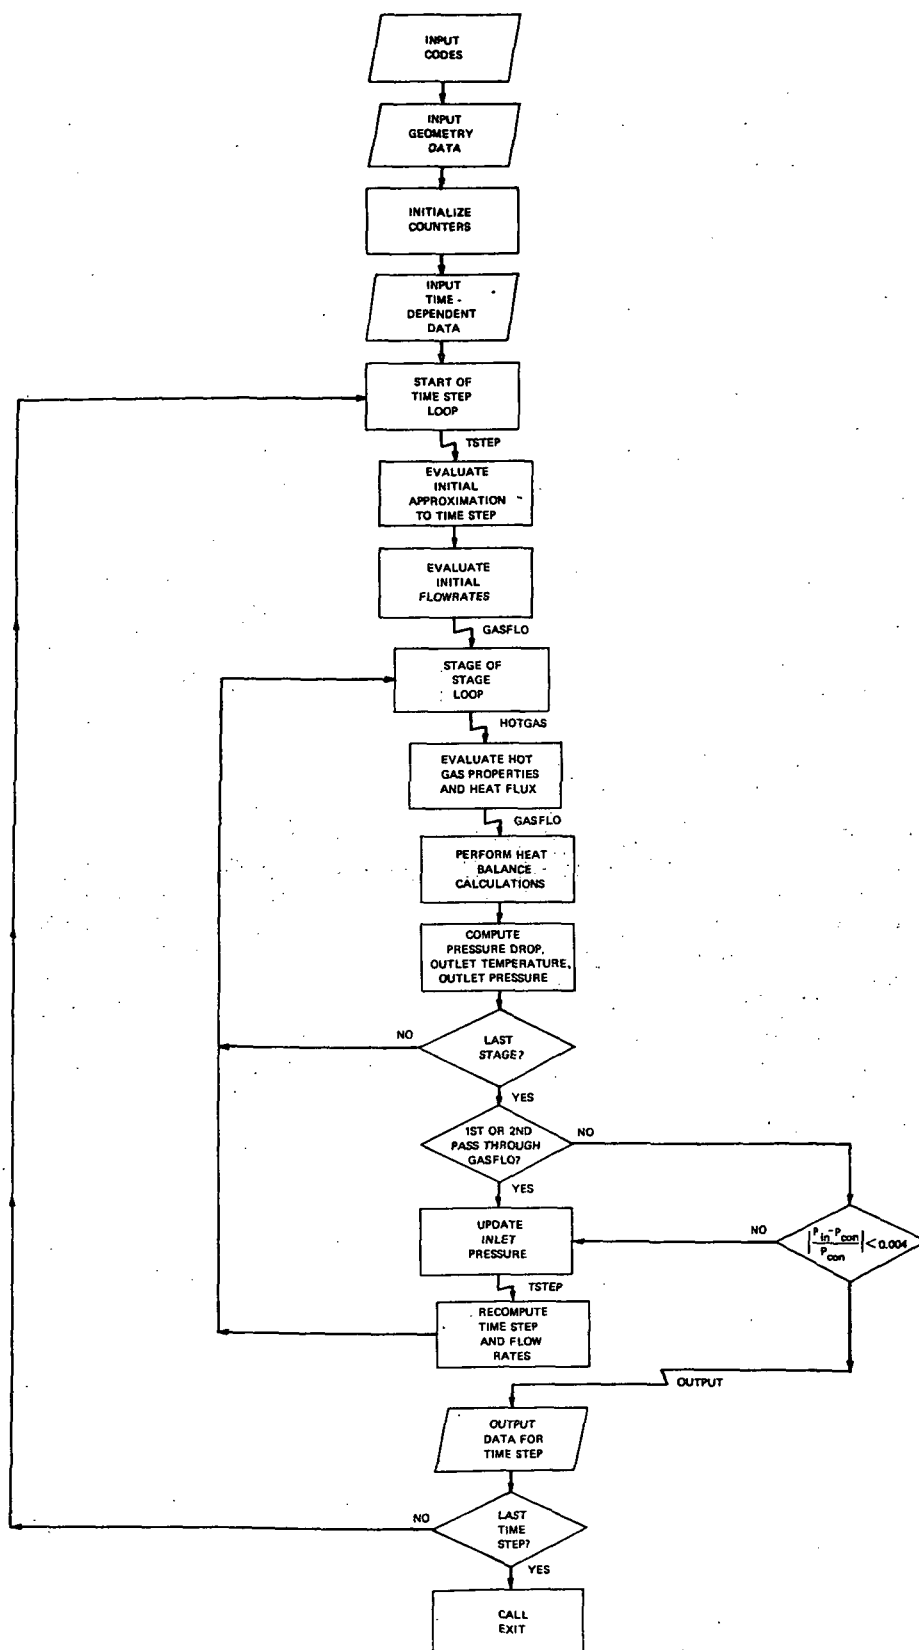 INPUT
CODES
INPUT
GEOMETRY
DATA
INITIALIZE
COUNTERS
INPUT
TIME -
DEPENDENT
DATA
START OF
TIME STEP
LOOP
TSTEP
EVALUATE
INITIAL
APPROXIMATION
TO TIME STEP
EVALUATE
INITIAL
FLOWRATES
GASFLO
STAGE OF
STAGE
LOOP
HOTGAS
EVALUATE HOT
GAS PROPERTIES
AND HEAT FLUX
GASFLO
PERFORM HEAT
BALANCE
CALCULATIONS
COMPUTE
PRESSURE DROP,
OUTLET TEMPERATURE,
OUTLET PRESSURE
NO
LAST
STAGE?
YES
1ST OR 2ND
PASS THROUGH
GASFLO?
NO
YES
UPDATE
INLET
PRESSURE
NO
|P_in - P_con / P_con| < 0.004
TSTEP
RECOMPUTE
TIME STEP
AND FLOW
RATES
OUTPUT
OUTPUT
DATA FOR
TIME STEP
NO
LAST
TIME
STEP?
YES
CALL
EXIT